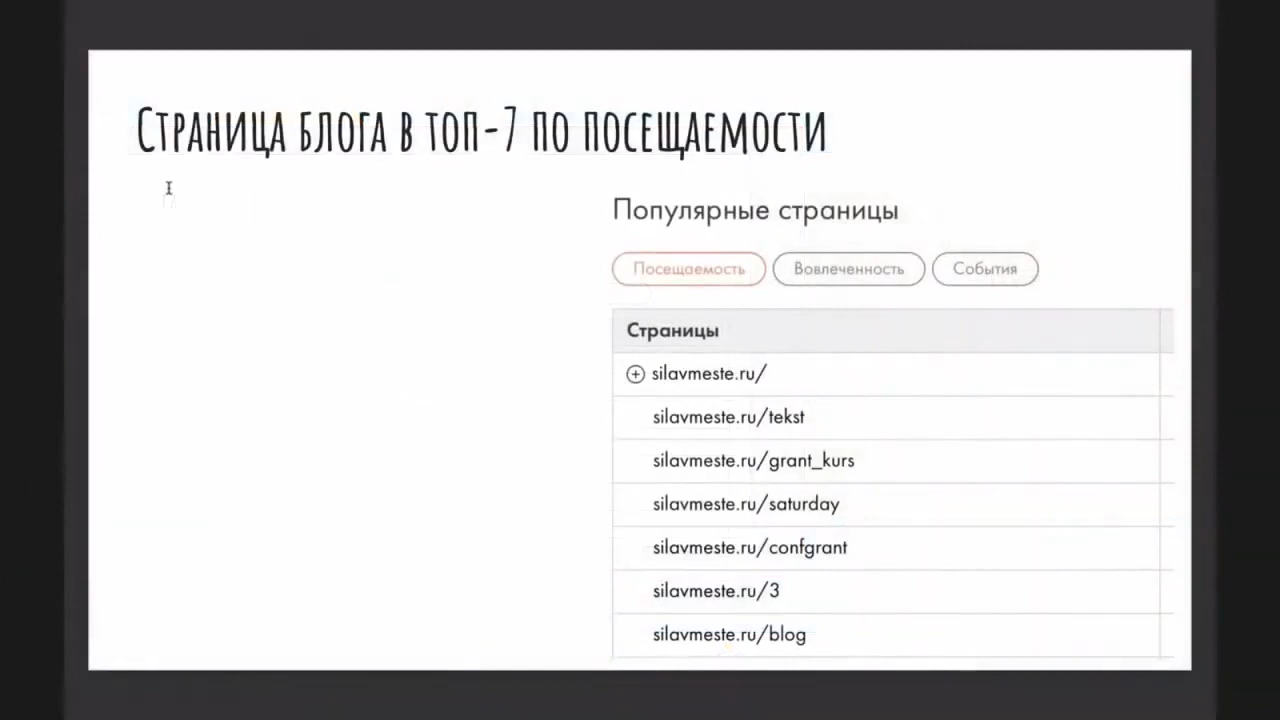 Страница блога в топ-7 по посещаемости
Популярные страницы
Посещаемость Вовлеченность События
Страницы
silavmeste.ru/
silavmeste.ru/tekst
silavmeste.ru/grant_kurs
silavmeste.ru/saturday
silavmeste.ru/confgrant
silavmeste.ru/3
silavmeste.ru/blog